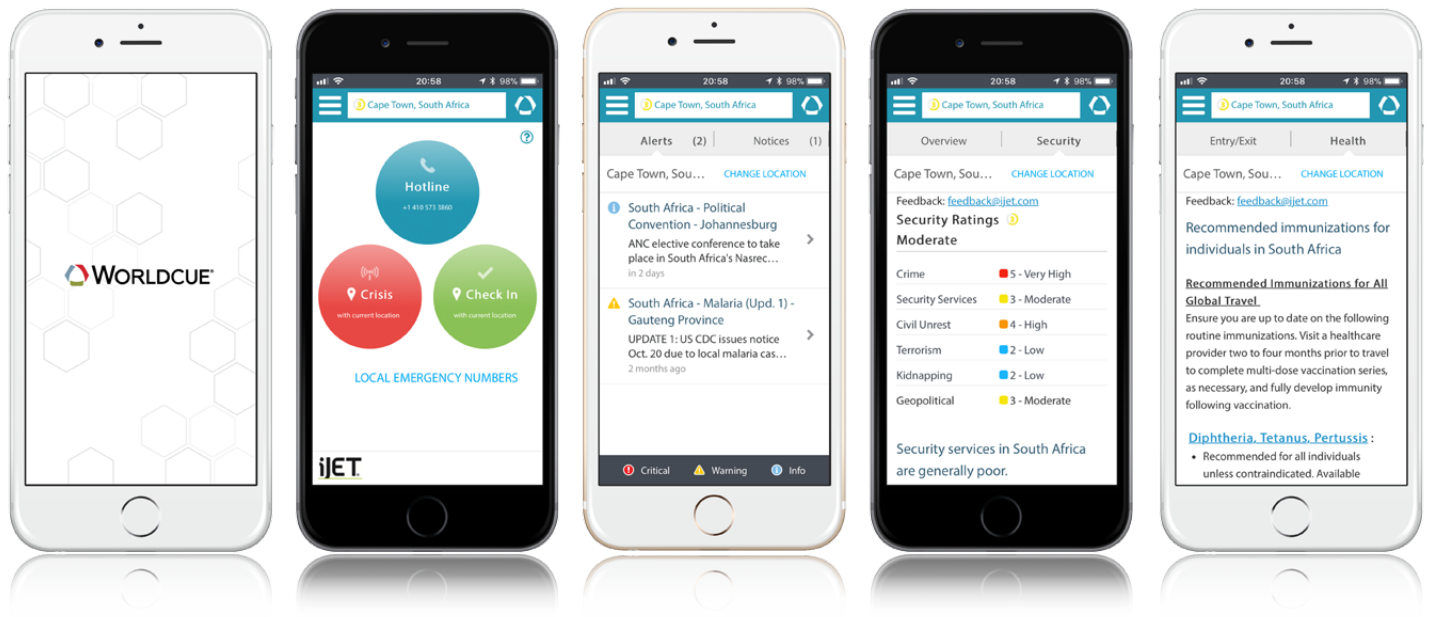 WORLDCUE®
20:58
98%
Cape Town, South Africa
Hotline
+1 410 573 3860
Crisis
with current location
Check In
with current location
LOCAL EMERGENCY NUMBERS
iJET
20:58
98%
Cape Town, South Africa
Alerts (2)
Notices (1)
Cape Town, Sou...
CHANGE LOCATION
South Africa - Political
Convention - Johannesburg
ANC elective conference to take
place in South Africa's Nasrec...
in 2 days
South Africa - Malaria (Upd. 1) -
Gauteng Province
UPDATE 1: US CDC issues notice
Oct. 20 due to local malaria cas...
2 months ago
Critical
Warning
Info
20:58
98%
3 Cape Town, South Africa
Overview
Security
Cape Town, Sou...
CHANGE LOCATION
Feedback: feedback@ijet.com
Security Ratings 3
Moderate
Crime 5 - Very High
Security Services 3 - Moderate
Civil Unrest 4 - High
Terrorism 2 - Low
Kidnapping 2 - Low
Geopolitical 3 - Moderate
Security services in South Africa
are generally poor.
20:58
98%
3 Cape Town, South Africa
Entry/Exit
Health
Cape Town, Sou...
CHANGE LOCATION
Feedback: feedback@ijet.com
Recommended immunizations for
individuals in South Africa
Recommended Immunizations for All
Global Travel
Ensure you are up to date on the following
routine immunizations. Visit a healthcare
provider two to four months prior to travel
to complete multi-dose vaccination series,
as necessary, and fully develop immunity
following vaccination.
Diphtheria, Tetanus, Pertussis :
• Recommended for all individuals
unless contraindicated. Available